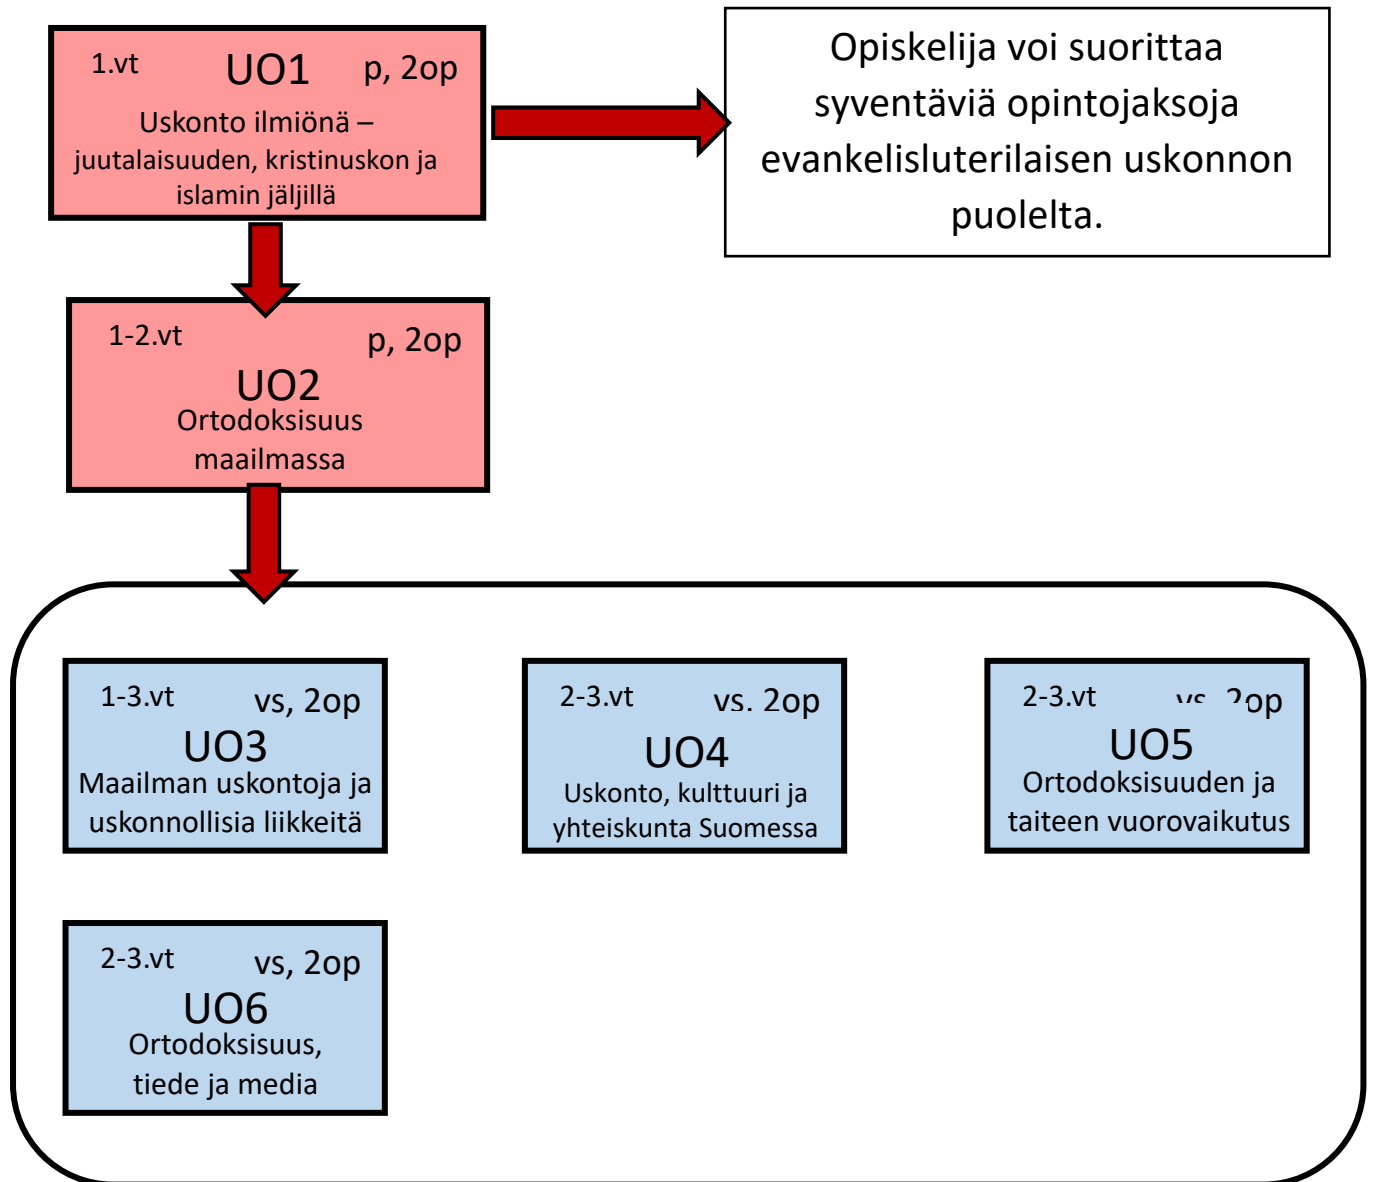 1.vt UO1 p, 2op
Uskonto ilmiönä –
juutalaisuuden, kristinuskon ja
islamin jäljillä
Opiskelija voi suorittaa
syventäviä opintojaksoja
evankelisluterilaisen uskonnon
puolelta.
1-2.vt p, 2op
UO2
Ortodoksisuus
maailmassa
1-3.vt vs, 2op
UO3
Maailman uskontoja ja
uskonnollisia liikkeitä
2-3.vt vs, 2op
UO4
Uskonto, kulttuuri ja
yhteiskunta Suomessa
2-3.vt vs, 2op
UO5
Ortodoksisuuden ja
taiteen vuorovaikutus
2-3.vt vs, 2op
UO6
Ortodoksisuus,
tiede ja media